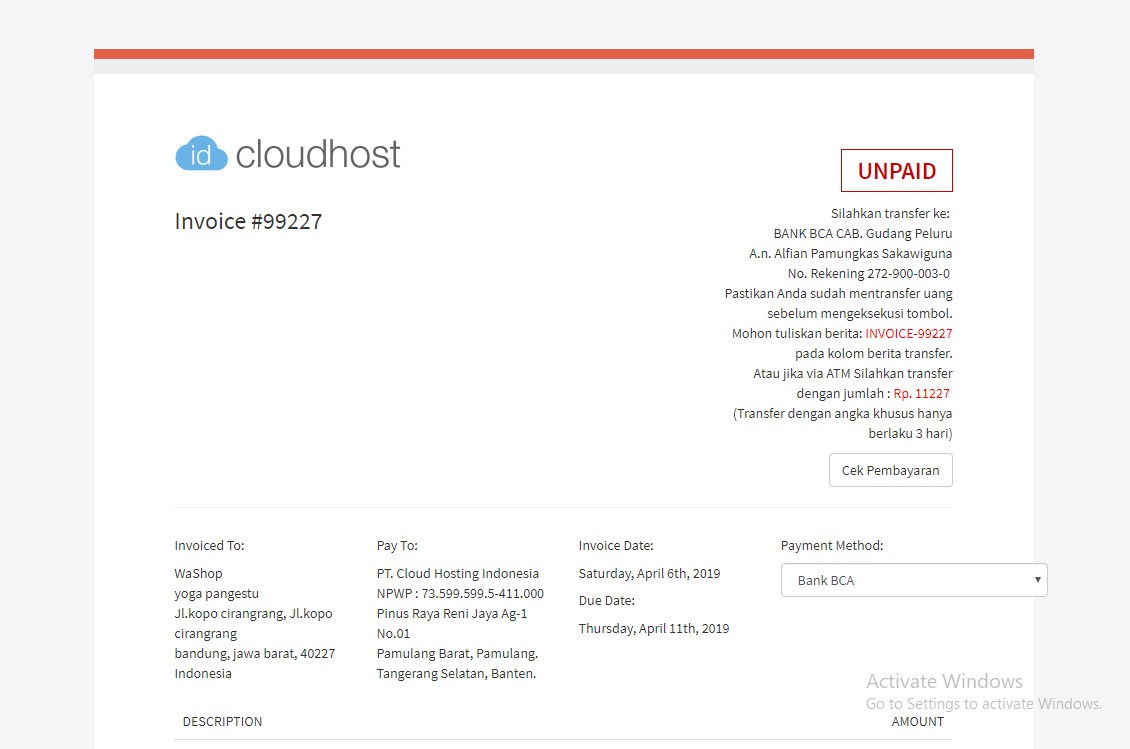 id cloudhost
UNPAID
Invoice #99227
Silahkan transfer ke:
BANK BCA CAB. Gudang Peluru
A.n. Alfian Pamungkas Sakawiguna
No. Rekening 272-900-003-0
Pastikan Anda sudah mentransfer uang
sebelum mengeksekusi tombol.
Mohon tuliskan berita: INVOICE-99227
pada kolom berita transfer.
Atau jika via ATM Silahkan transfer
dengan jumlah : Rp. 11227
(Transfer dengan angka khusus hanya
berlaku 3 hari)
Cek Pembayaran
Invoiced To:
WaShop
yoga pangestu
Jl.kopo cirangrang, Jl.kopo
cirangrang
bandung, jawa barat, 40227
Indonesia
Pay To:
PT. Cloud Hosting Indonesia
NPWP : 73.599.599.5-411.000
Pinus Raya Reni Jaya Ag-1
No.01
Pamulang Barat, Pamulang.
Tangerang Selatan, Banten.
Invoice Date:
Saturday, April 6th, 2019
Due Date:
Thursday, April 11th, 2019
Payment Method:
Bank BCA
Activate Windows
Go to Settings to activate Windows.
DESCRIPTION AMOUNT